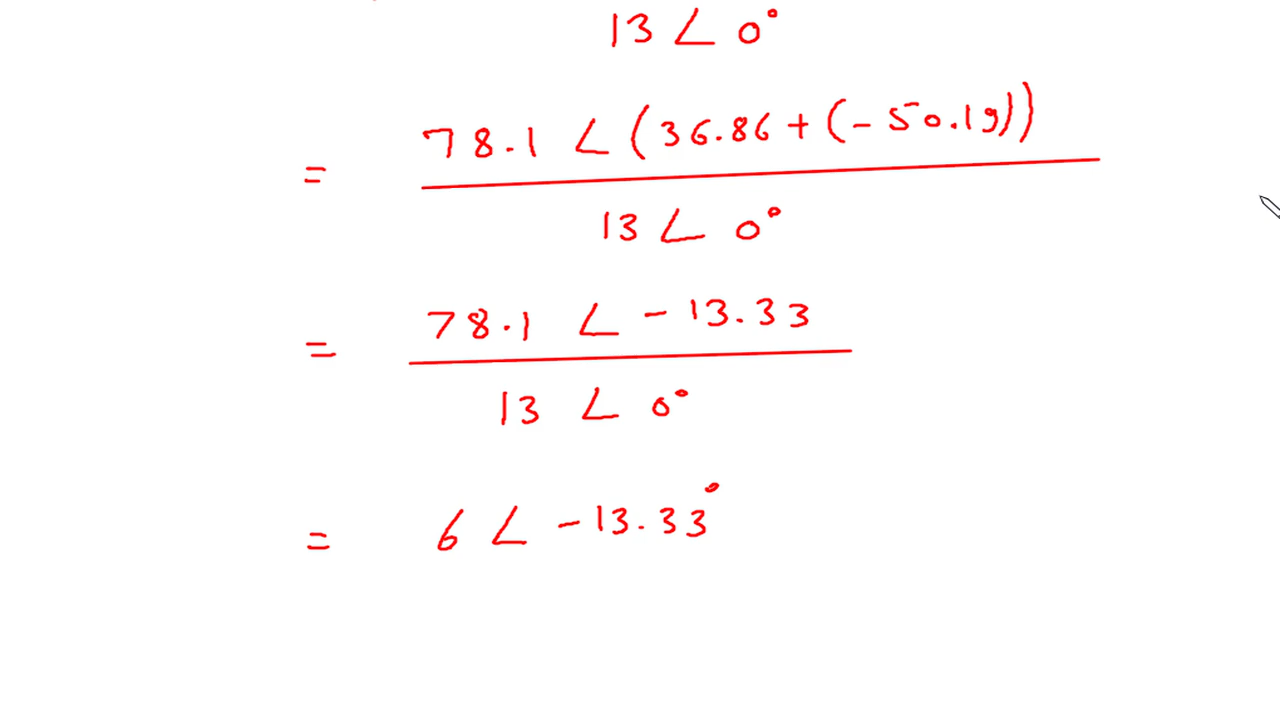 13 ∠ 0°
= 78.1 ∠ (36.86 + (- 50.19))
13 ∠ 0°
= 78.1 ∠ - 13.33
13 ∠ 0°
= 6 ∠ - 13.33°